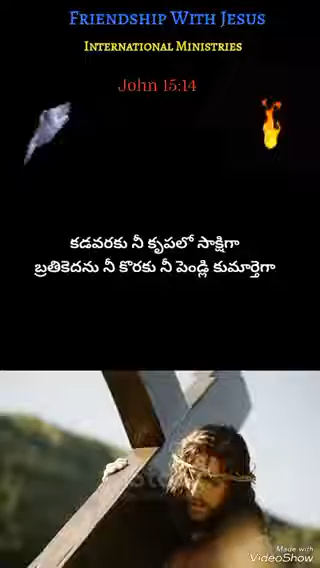 Friendship With Jesus
International Ministries
John 15:14
కడవరకు నీ కృపలో సాక్షిగా
బ్రతికెదను నీ కొరకు నీ పెండ్లి కుమార్తెగా
Made with
VideoShow